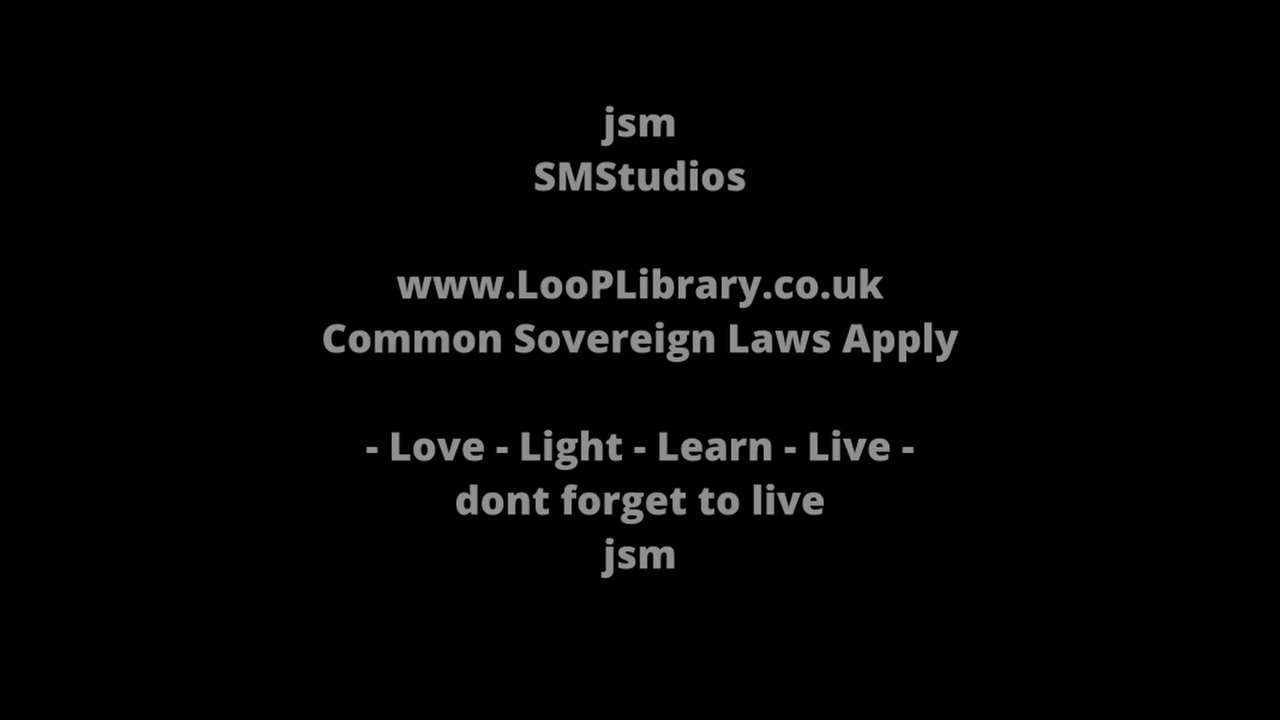 jsm
SMStudios
www.LooPLibrary.co.uk
Common Sovereign Laws Apply
- Love - Light - Learn - Live -
dont forget to live
jsm